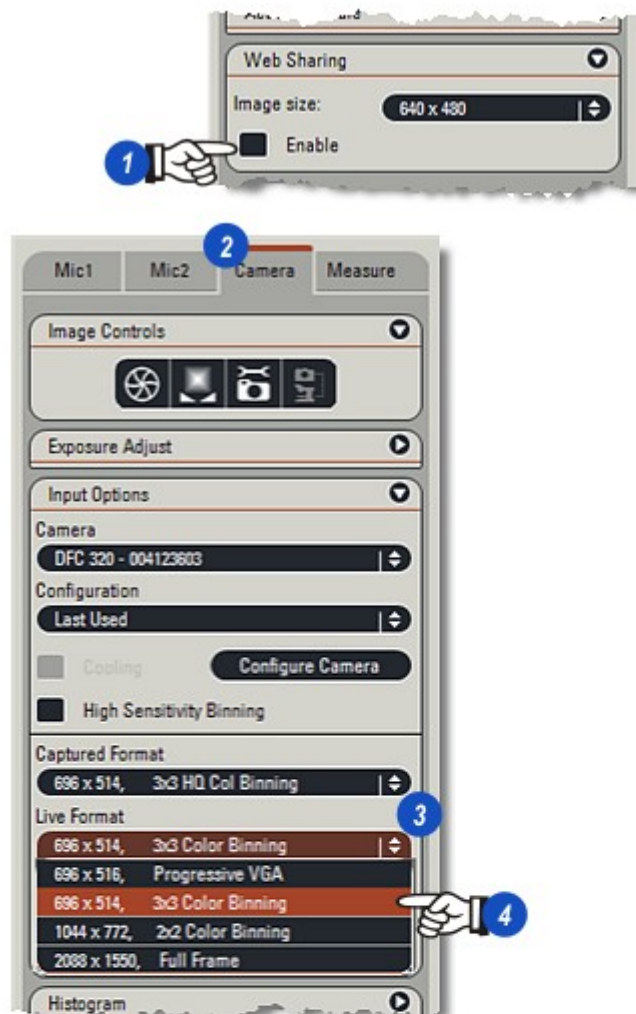 Web Sharing
Image size: 640 x 480
1 Enable
2
Mic1 Mic2 Camera Measure
Image Controls
Exposure Adjust
Input Options
Camera
DFC 320 - 004123603
Configuration
Last Used
Cooling Configure Camera
High Sensitivity Binning
Captured Format
696 x 514, 3x3 HQ Col Binning
Live Format 3
696 x 514, 3x3 Color Binning
696 x 516, Progressive VGA
696 x 514, 3x3 Color Binning
4
1044 x 772, 2x2 Color Binning
2088 x 1550, Full Frame
Histogram